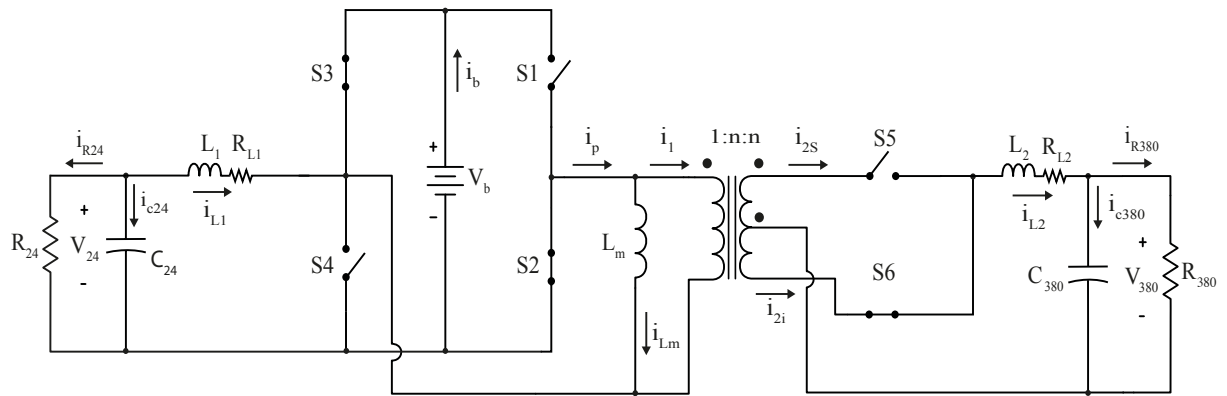 S3
i_b
S1
i_R24
L_1
R_L1
i_p
i_1
1:n:n
i_2S
S5
L_2
R_L2
i_R380
+
V_b
-
i_c24
i_L1
i_L2
i_c380
R_24
+
V_24
-
C_24
S4
S2
L_m
S6
C_380
+
V_380
-
R_380
i_2i
i_Lm